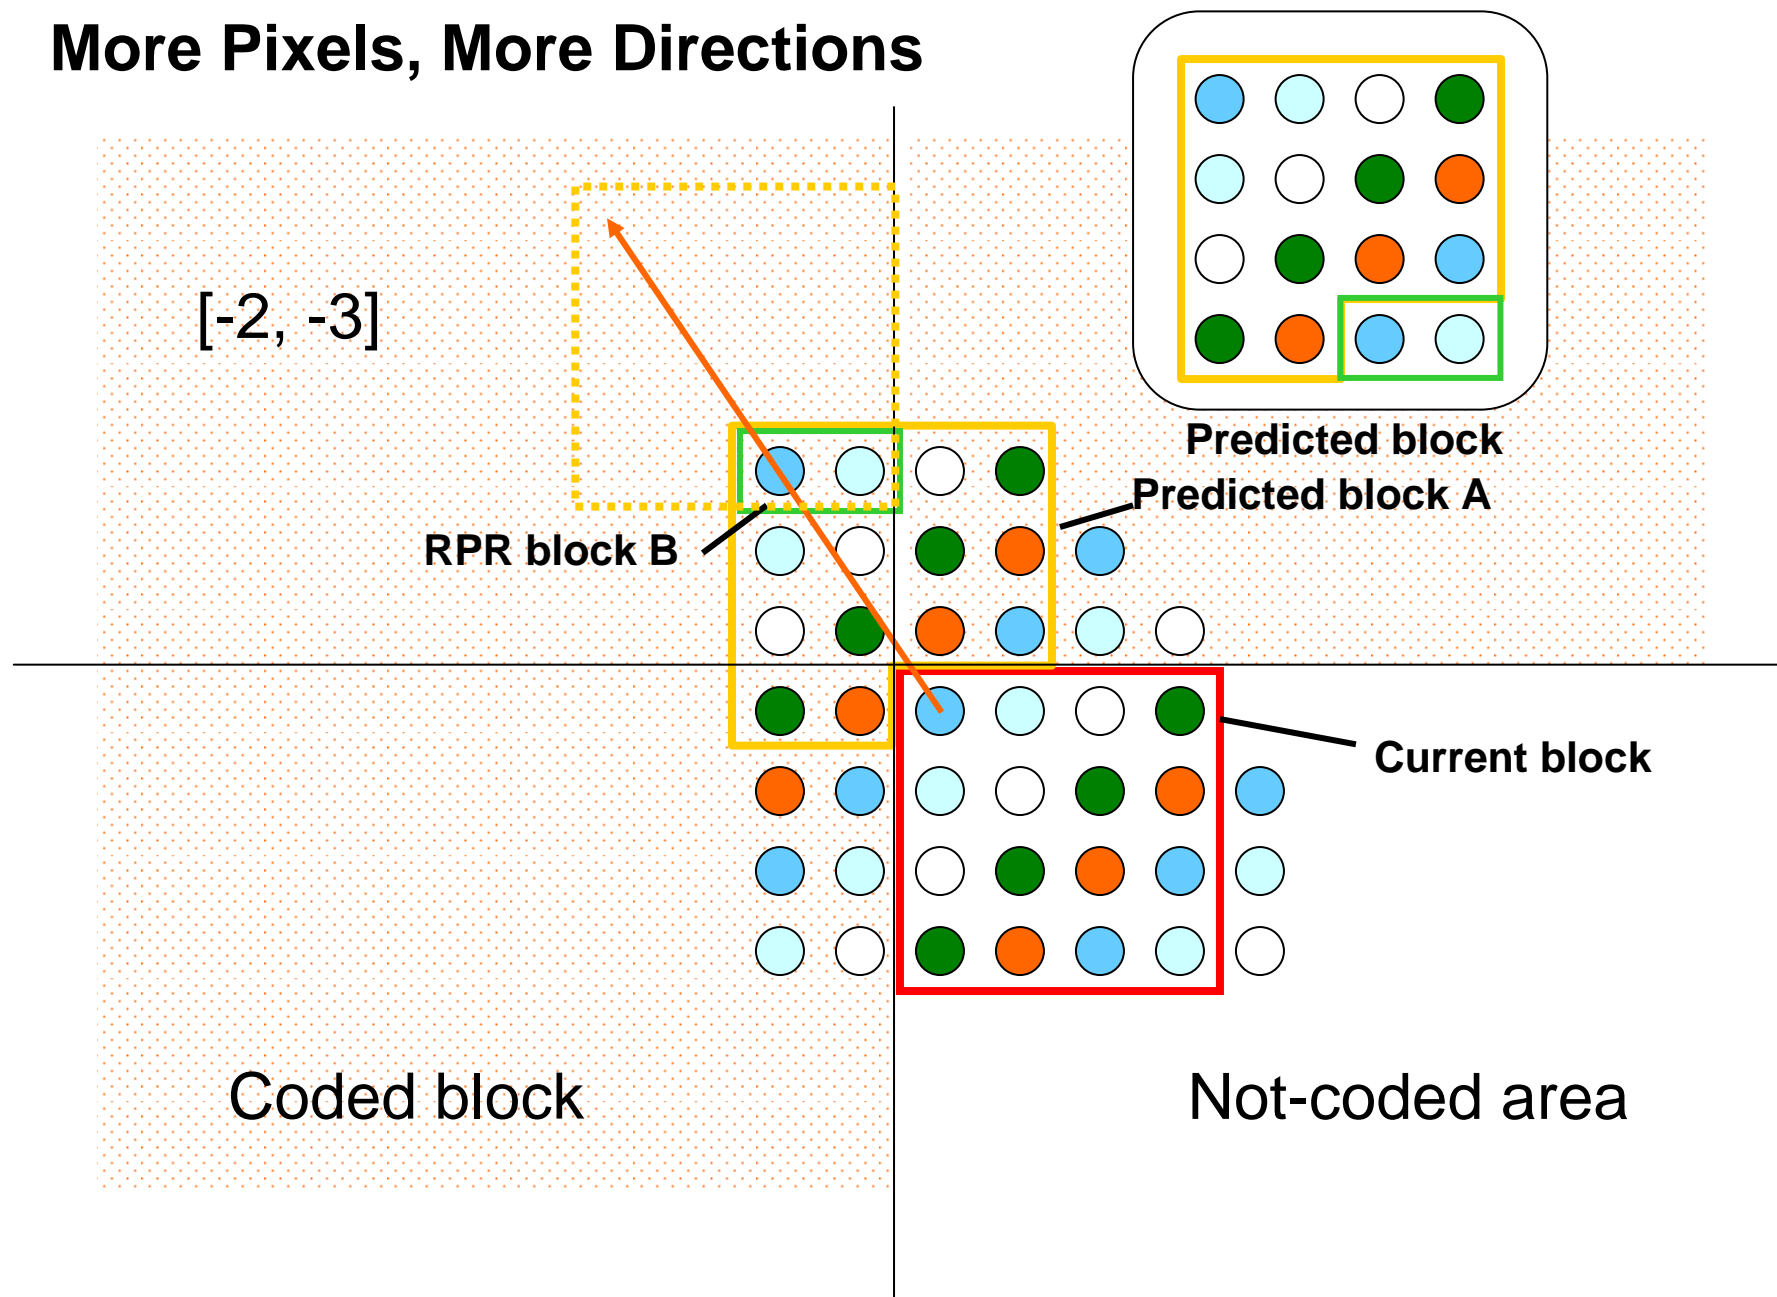 More Pixels, More Directions
[-2, -3]
Predicted block
Predicted block A
RPR block B
Current block
Coded block
Not-coded area